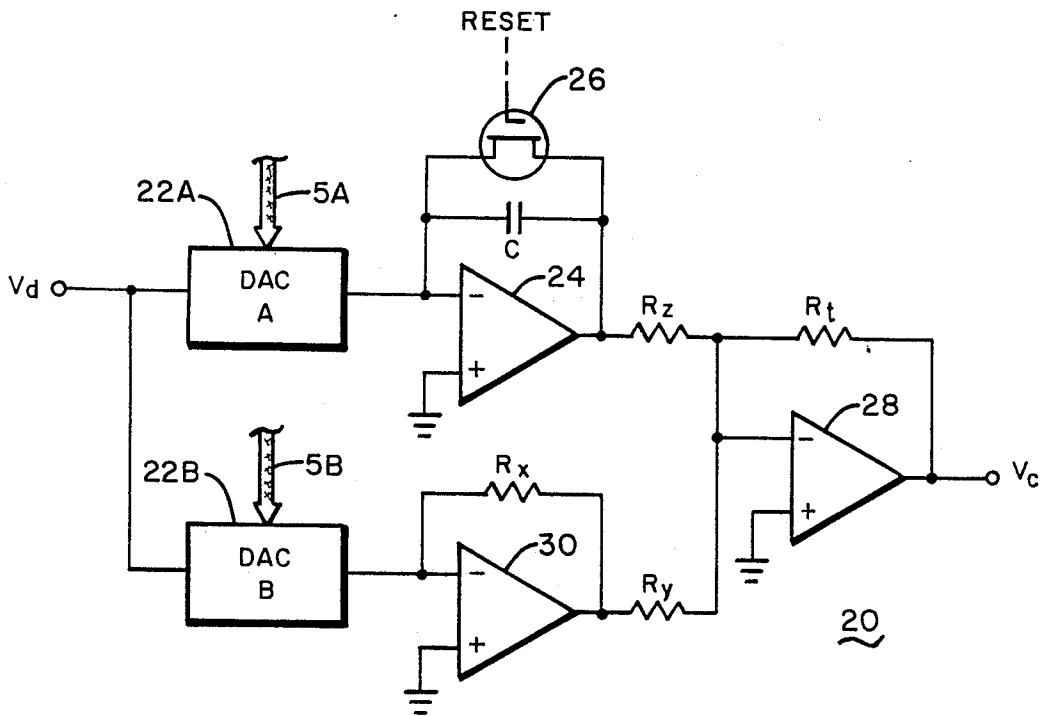 RESET
26
22A
5A
C
Vd
DAC
A
24
Rz
Rt
-
+
28
22B
5B
Rx
-
+
Vc
DAC
B
30
-
+
Ry
20